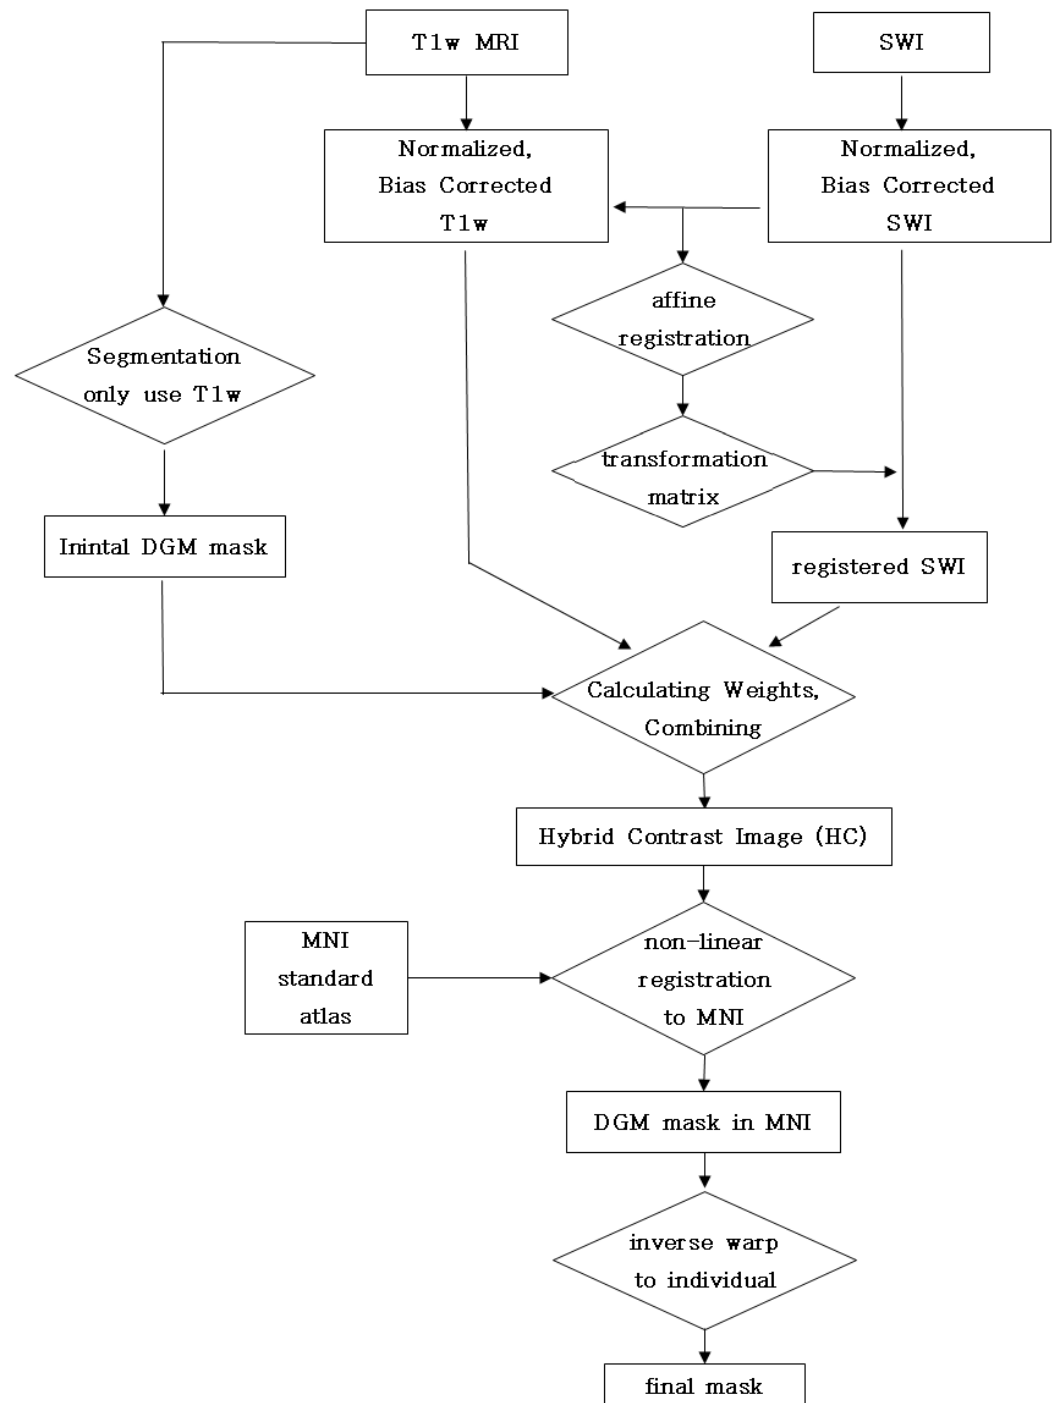 T1w MRI
SWI
Normalized,
Bias Corrected
T1w
Normalized,
Bias Corrected
SWI
affine
registration
Segmentation
only use T1w
transformation
matrix
Inintal DGM mask
registered SWI
Calculating Weights,
Combining
Hybrid Contrast Image (HC)
MNI
standard
atlas
non-linear
registration
to MNI
DGM mask in MNI
inverse warp
to individual
final mask